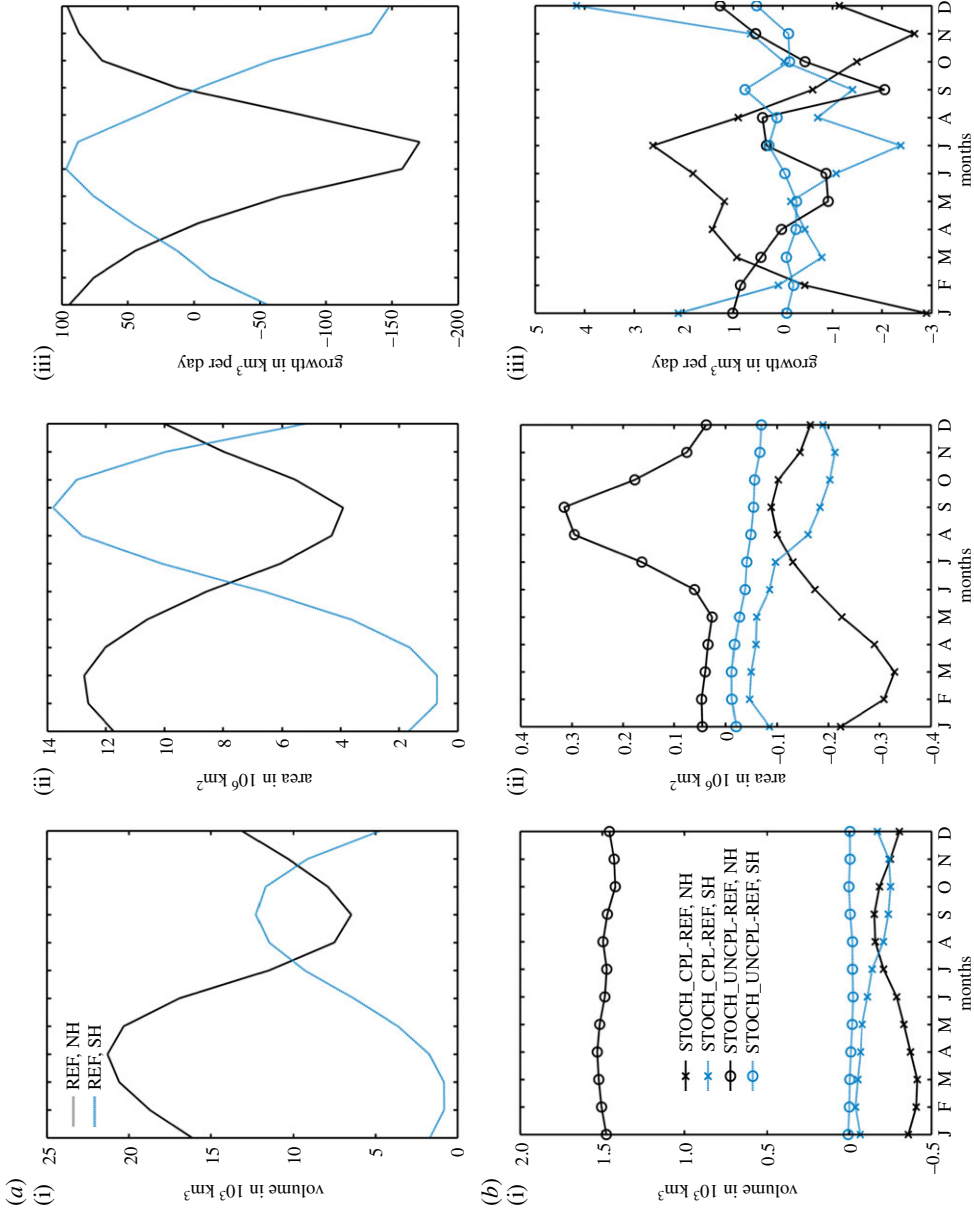 (a)
(i)
25
20
15
10
5
0
volume in 10³ km³
REF, NH
REF, SH
(ii)
14
12
10
8
6
4
2
0
area in 10⁶ km²
(iii)
100
50
0
−50
−100
−150
−200
growth in km³ per day
(b)
(i)
2.0
1.5
1.0
0.5
0
−0.5
volume in 10³ km³
STOCH_CPL-REF, NH
STOCH_CPL-REF, SH
STOCH_UNCPL-REF, NH
STOCH_UNCPL-REF, SH
J F M A M J J A S O N D
months
(ii)
0.3
0.2
0.1
0
−0.1
−0.2
−0.3
−0.4
area in 10⁶ km²
J F M A M J J A S O N D
months
(iii)
5
4
3
2
1
0
−1
−2
−3
growth in km³ per day
J F M A M J J A S O N D
months